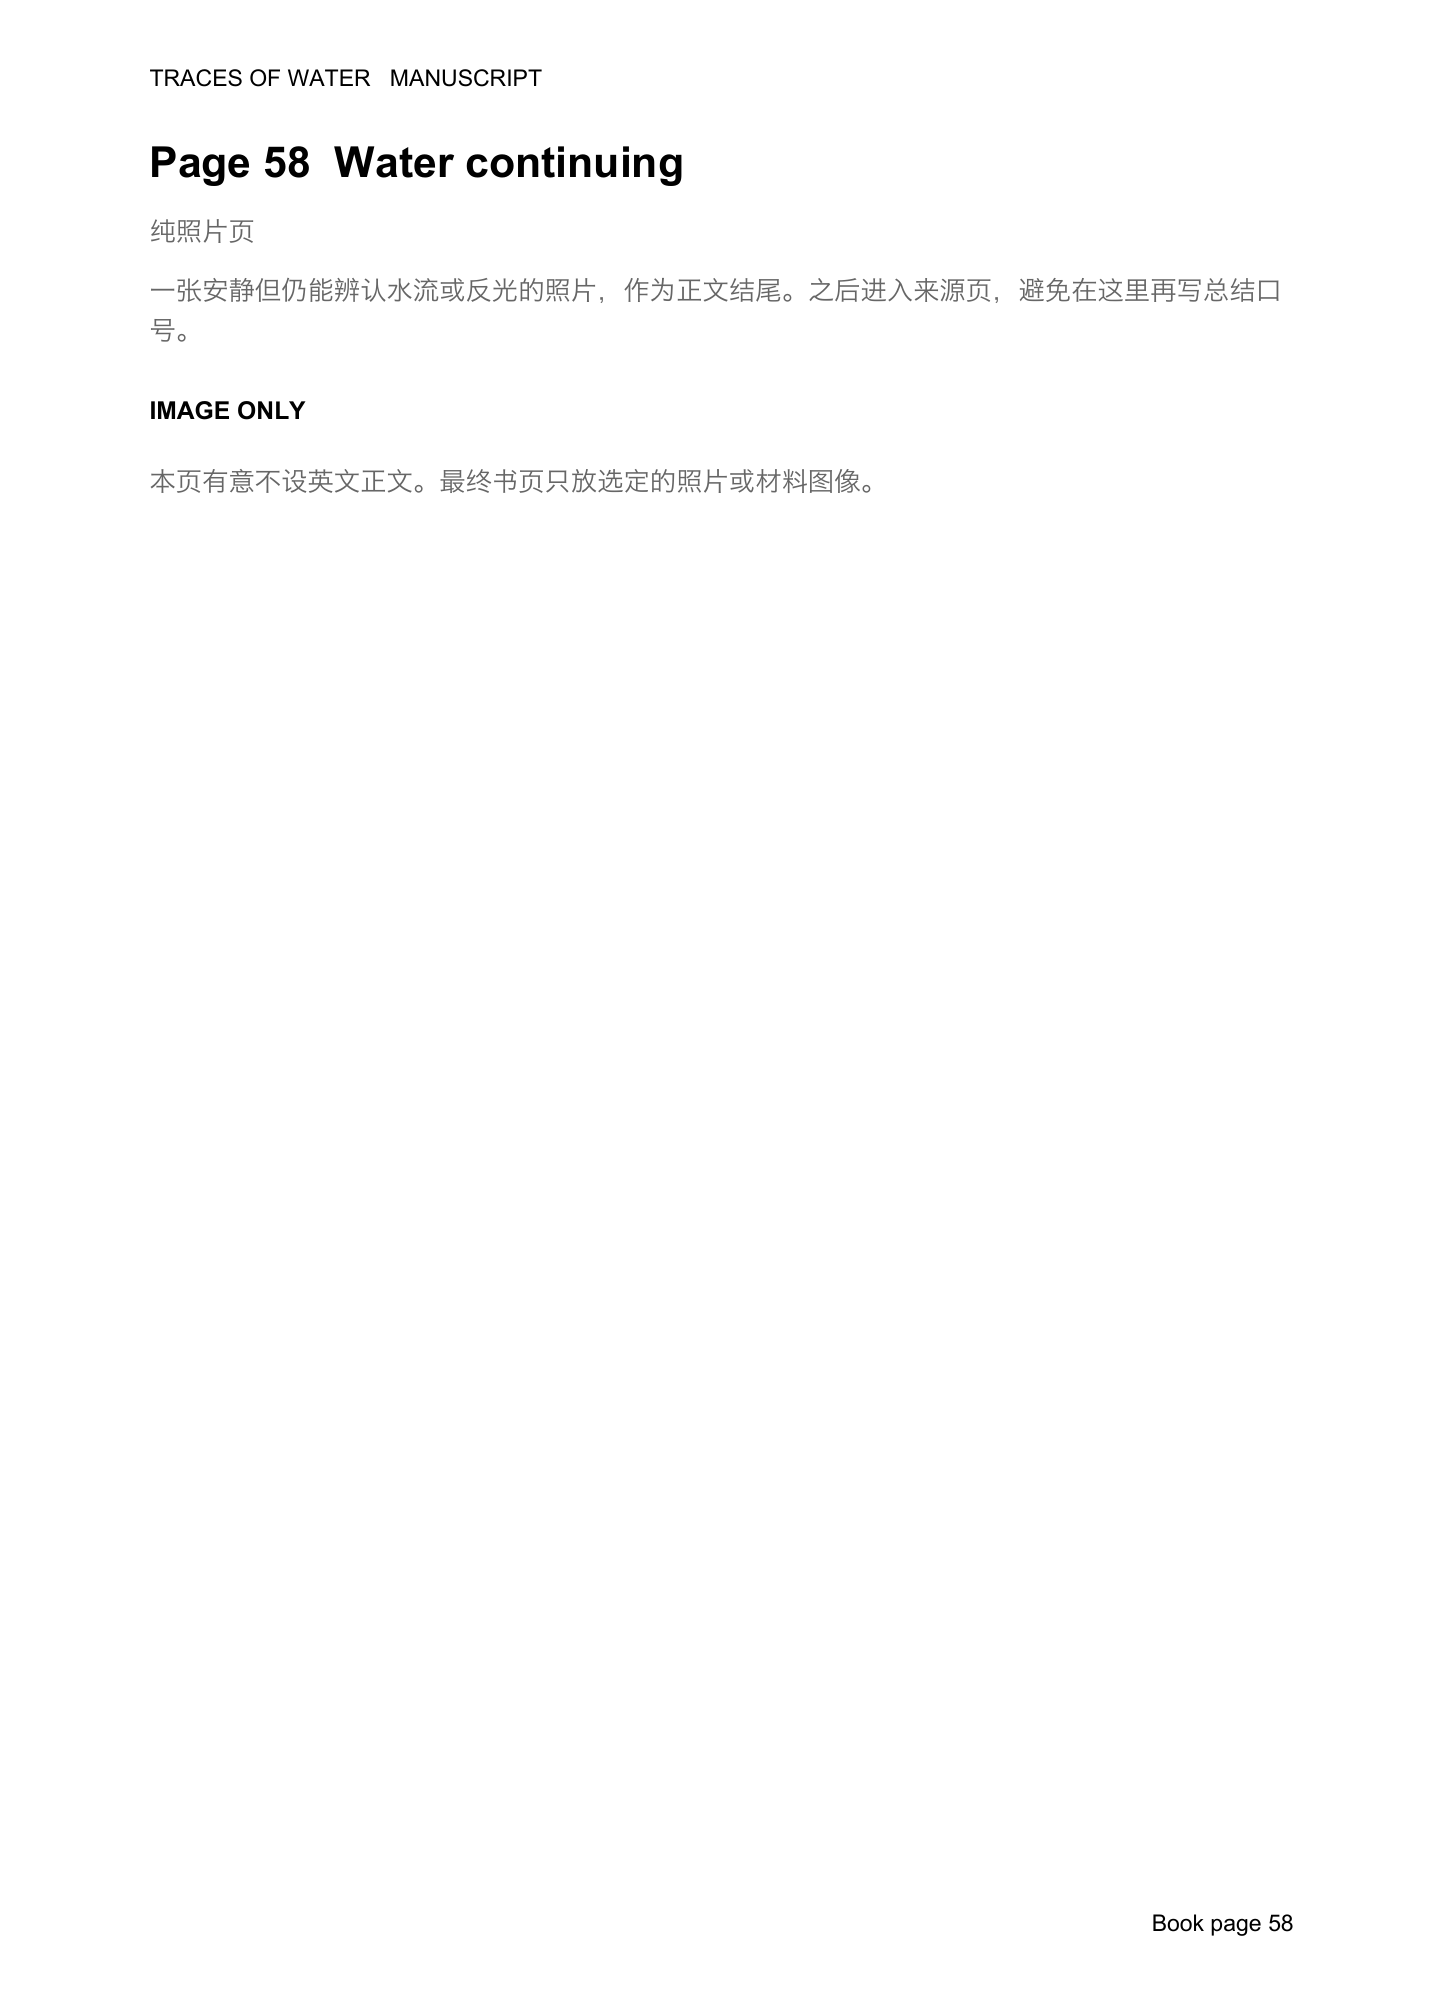 TRACES OF WATER   MANUSCRIPT
Page 58  Water continuing
纯照片页
一张安静但仍能辨认水流或反光的照片，作为正文结尾。之后进入来源页，避免在这里再写总结口
号。
IMAGE ONLY
本页有意不设英文正文。最终书页只放选定的照片或材料图像。
Book page 58